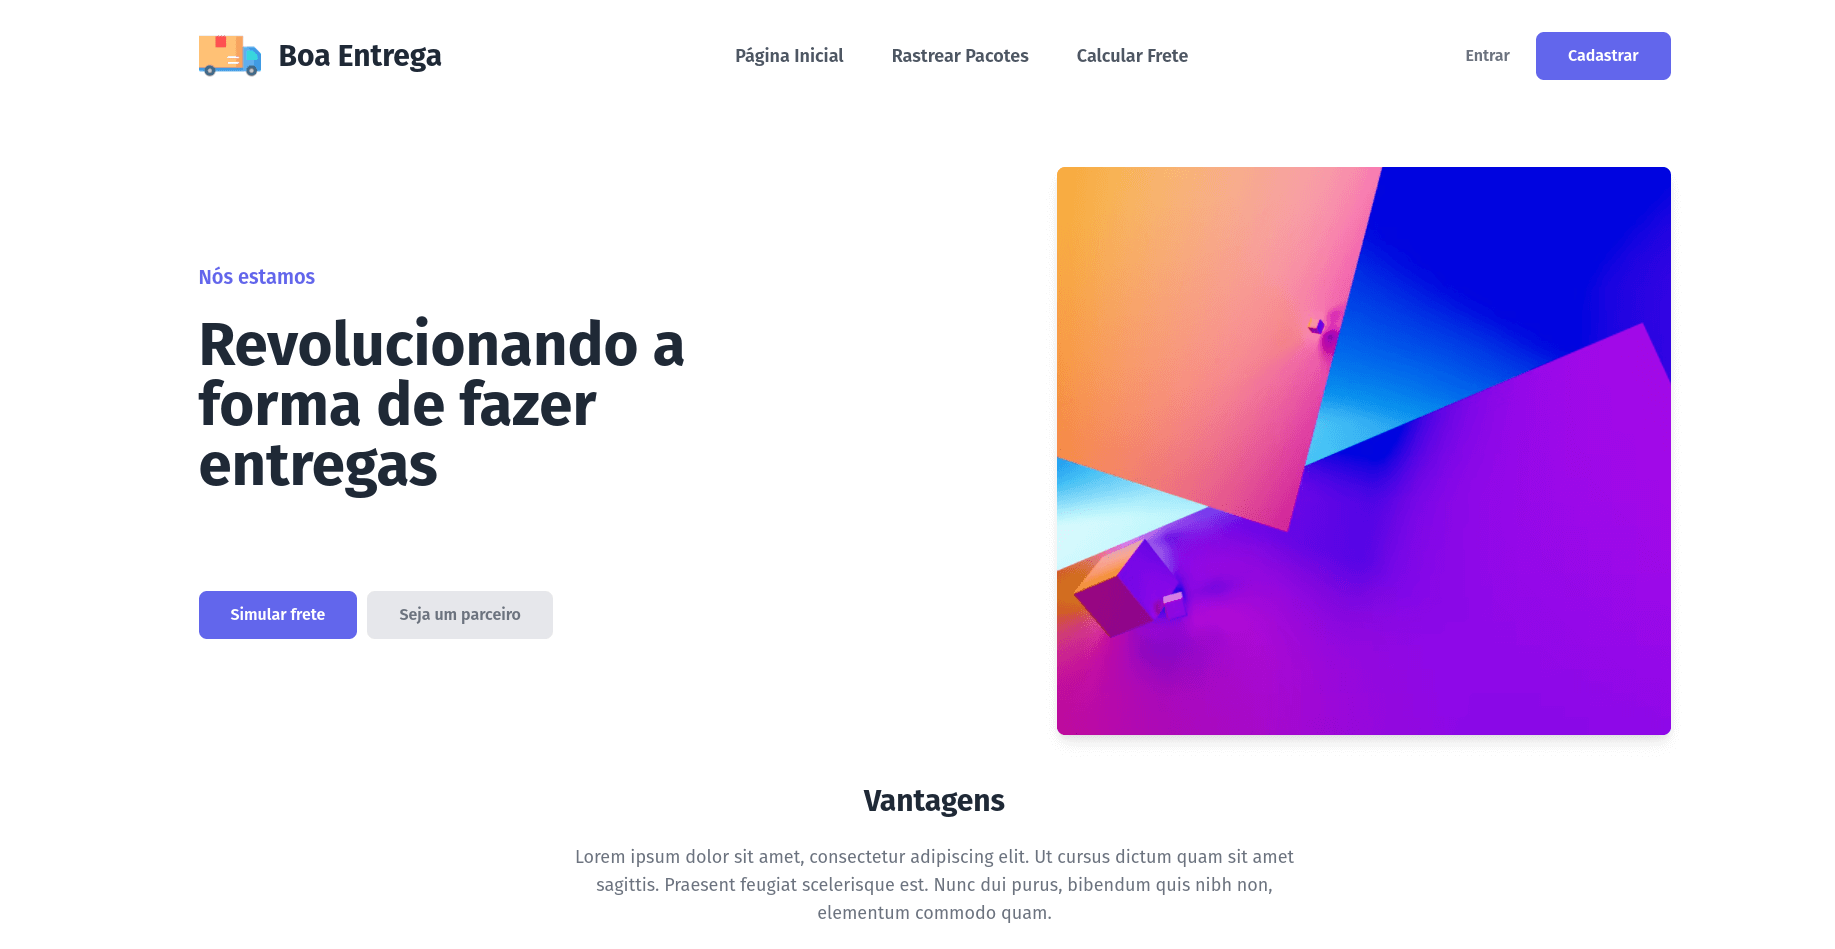 Boa Entrega
Página Inicial
Rastrear Pacotes
Calcular Frete
Entrar
Cadastrar
Nós estamos
Revolucionando a
forma de fazer
entregas
Simular frete
Seja um parceiro
Vantagens
Lorem ipsum dolor sit amet, consectetur adipiscing elit. Ut cursus dictum quam sit amet
sagittis. Praesent feugiat scelerisque est. Nunc dui purus, bibendum quis nibh non,
elementum commodo quam.